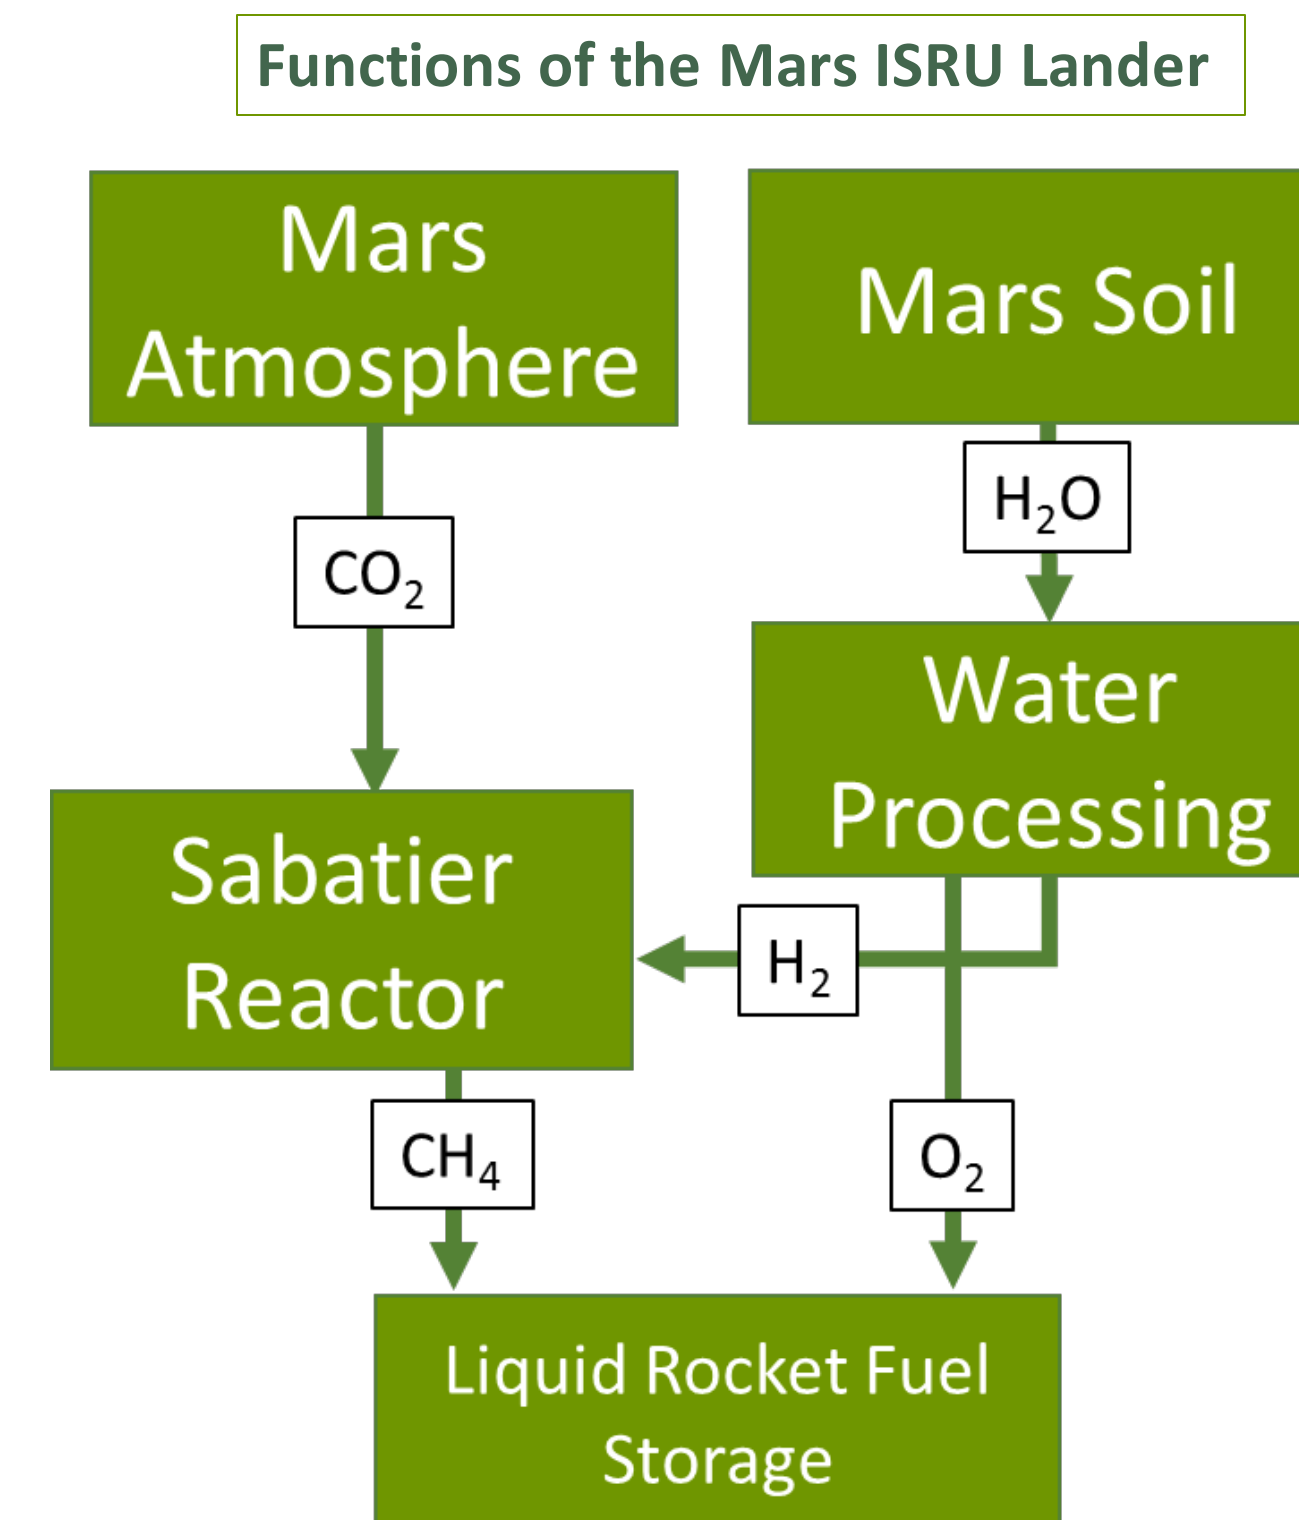 Functions of the Mars ISRU Lander
Mars
Atmosphere
Mars Soil
H₂O
CO₂
Water
Processing
Sabatier
Reactor
H₂
CH₄
O₂
Liquid Rocket Fuel
Storage